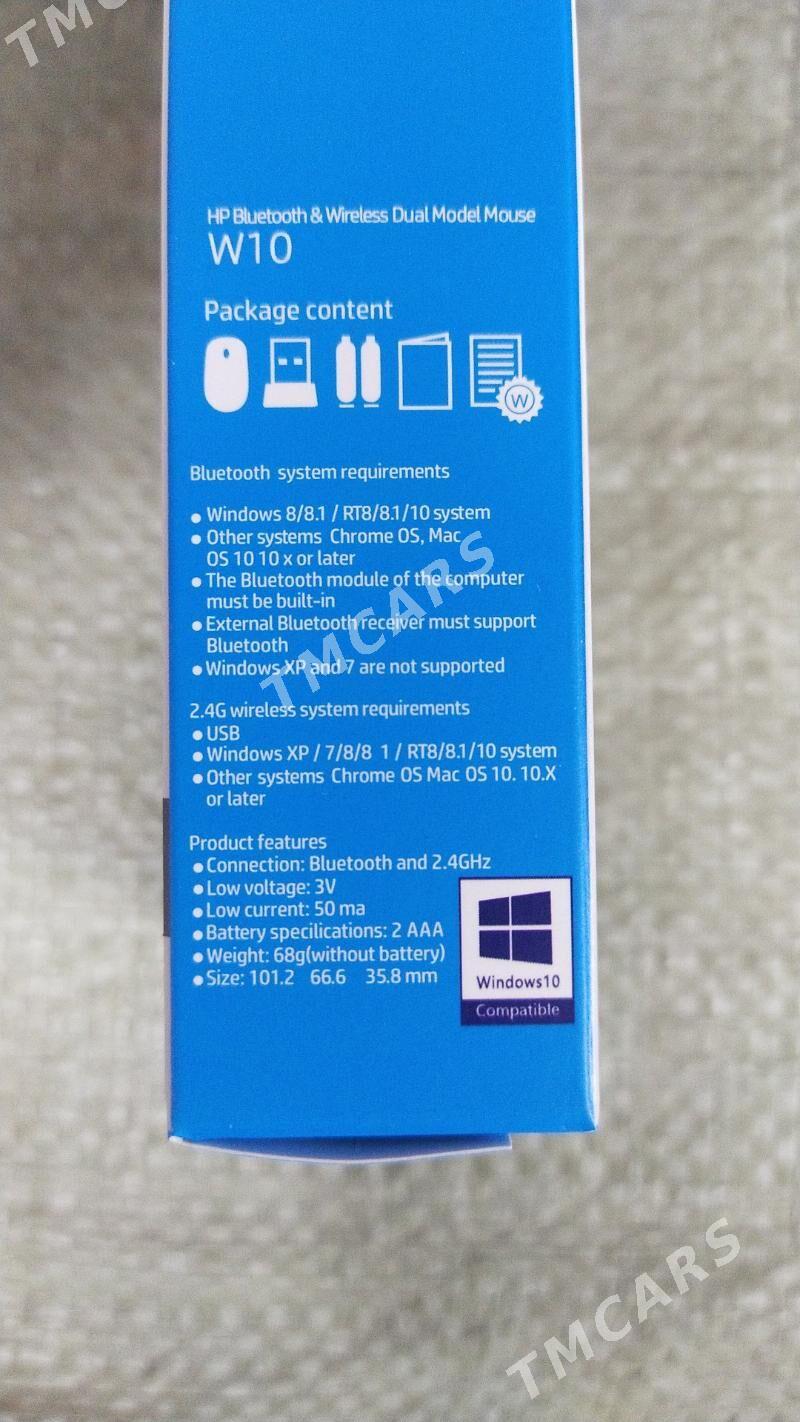 TMC
HP Bluetooth & Wireless Dual Model Mouse
W10
Package content
W
Bluetooth system requirements
● Windows 8/8.1 / RT8/8.1/10 system
● Other systems Chrome OS, Mac
OS 10 10 x or later
● The Bluetooth module of the computer
must be built-in
● External Bluetooth receiver must support
Bluetooth
● Windows XP and 7 are not supported
TMCARS
2.4G wireless system requirements
● USB
● Windows XP / 7/8/8 1 / RT8/8.1/10 system
● Other systems Chrome OS Mac OS 10. 10.X
or later
Product features
● Connection: Bluetooth and 2.4GHz
● Low voltage: 3V
● Low current: 50 ma
● Battery specifications: 2 AAA
● Weight: 68g(without battery)
● Size: 101.2 66.6 35.8 mm
Windows10
Compatible
TMCARS